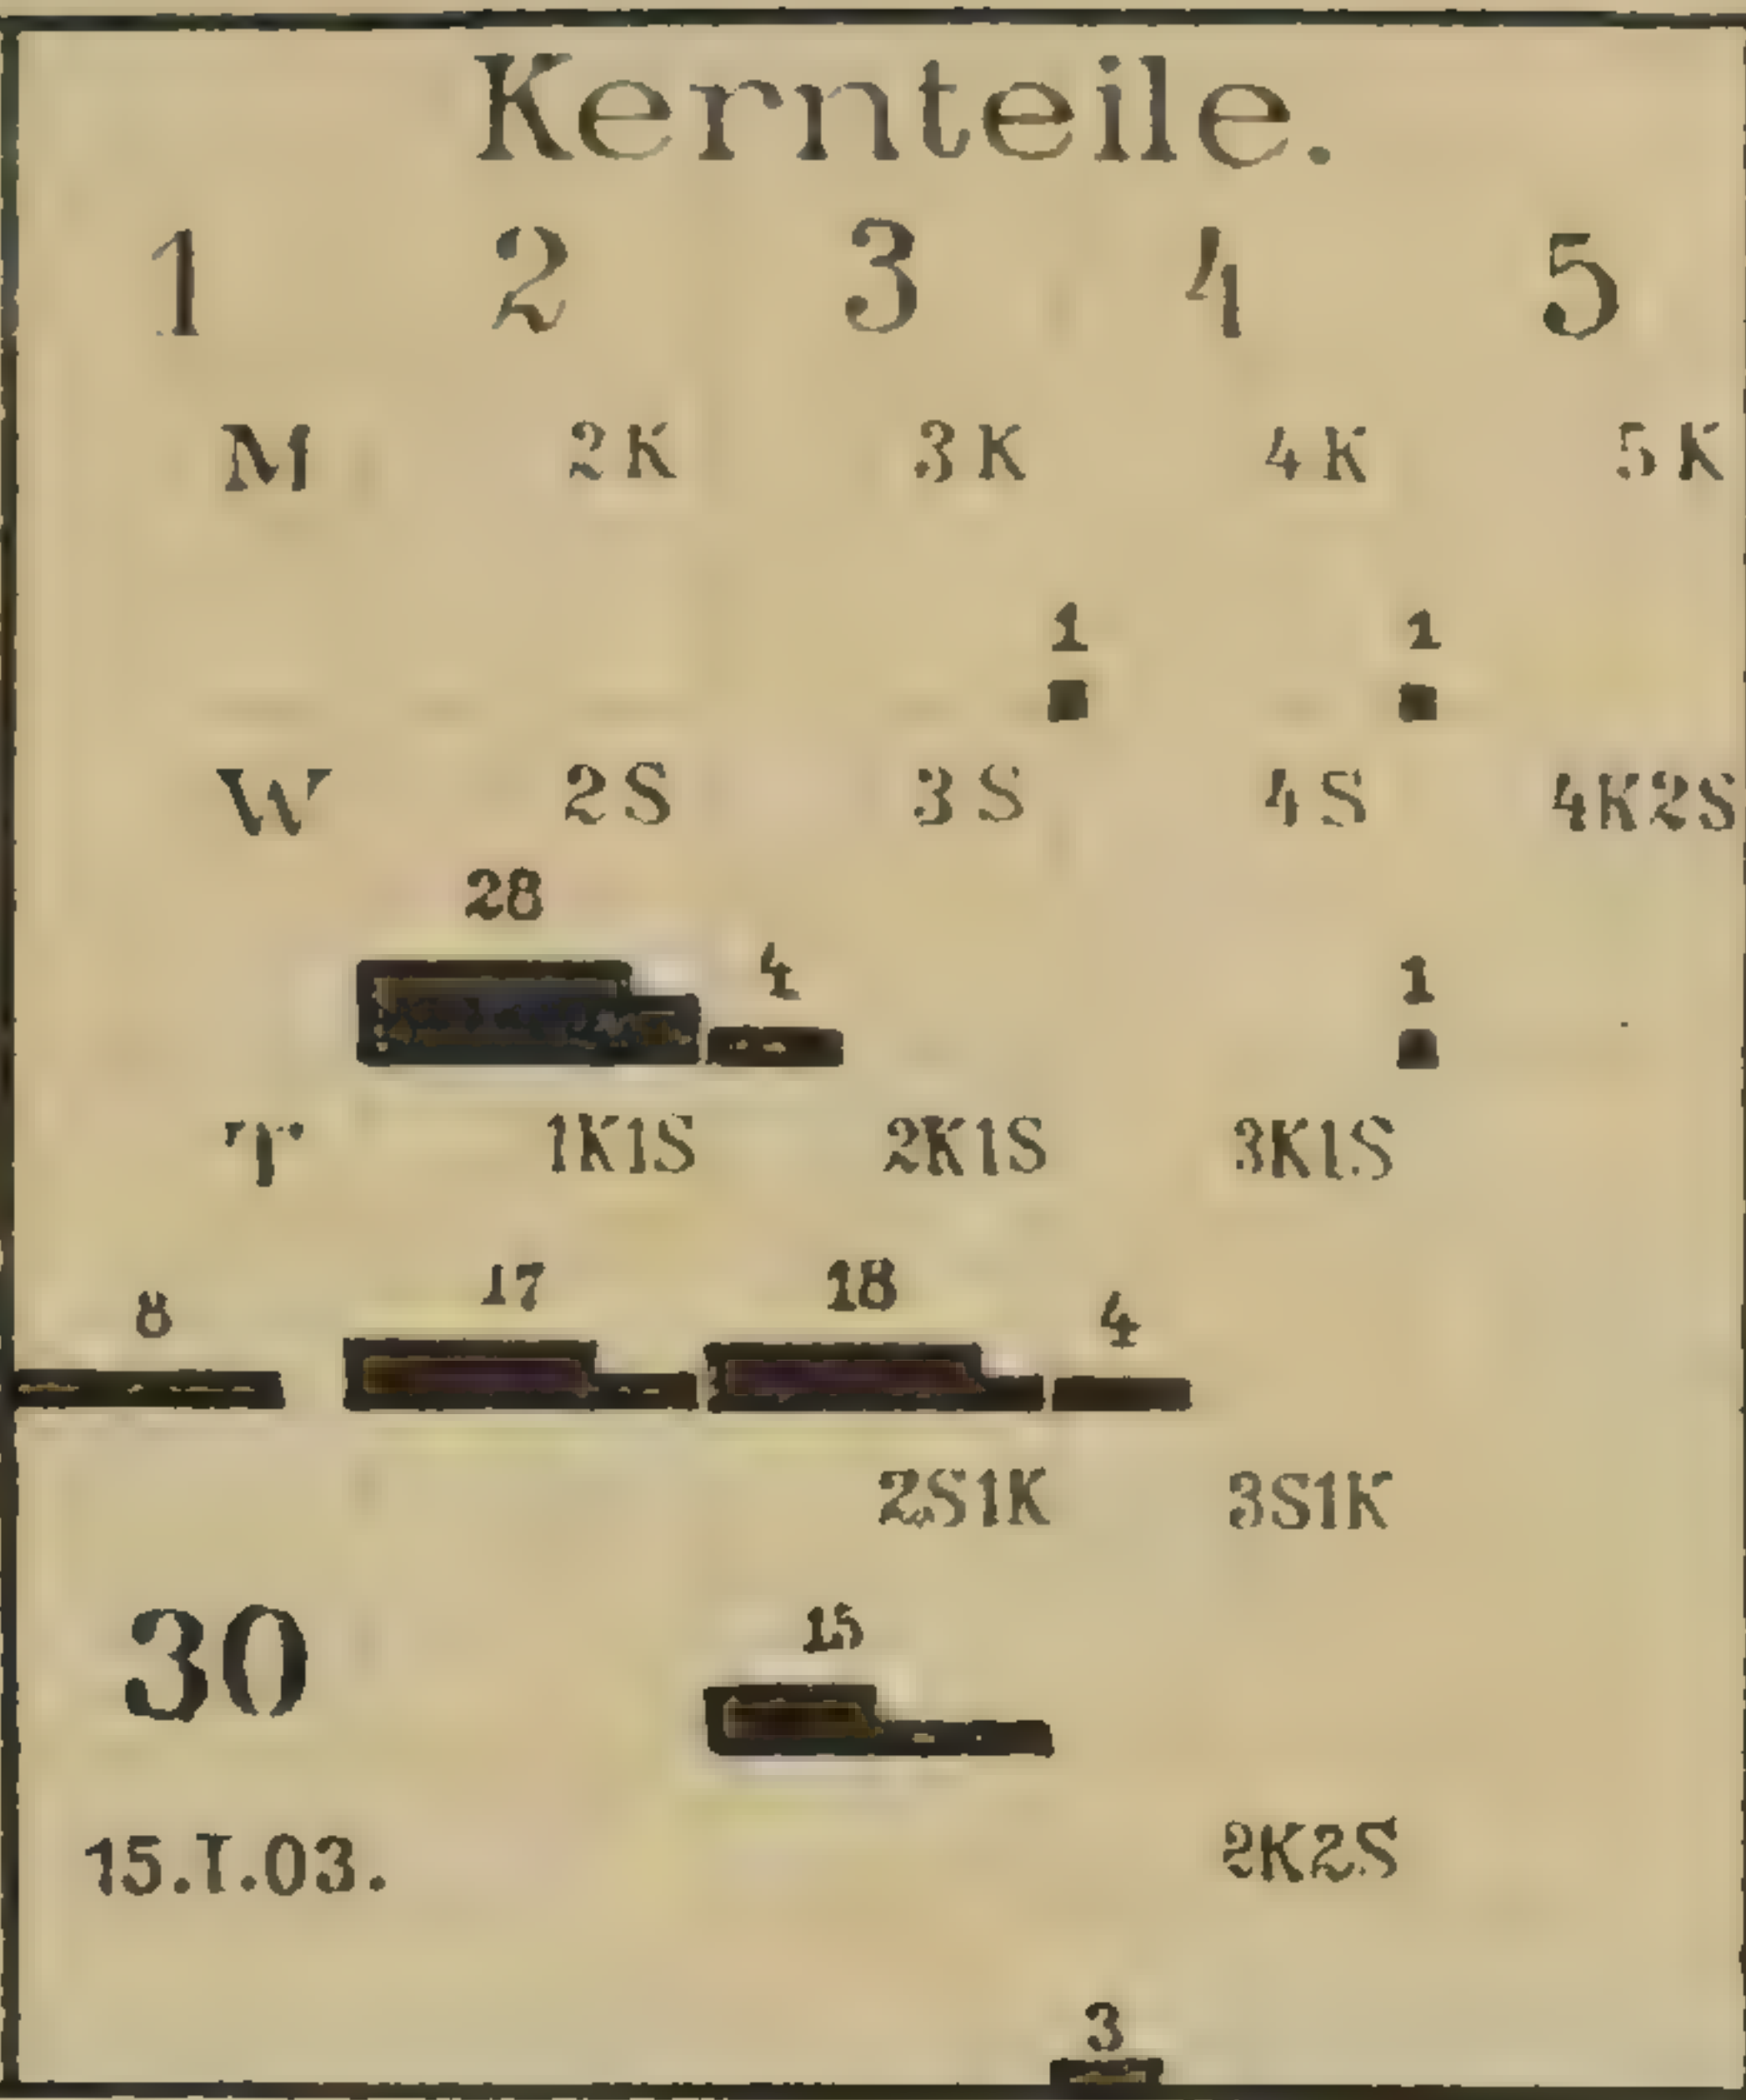 Kernteile.
1 2 3 4 5
M 2K 3K 4K 5K
1 1
W 2S 3S 4S 4K2S
28 4 1
T 1K1S 2K1S 3K1S
8 17 18 4
2S1K 3S1K
30 15
15.I.03. 2K2S
3